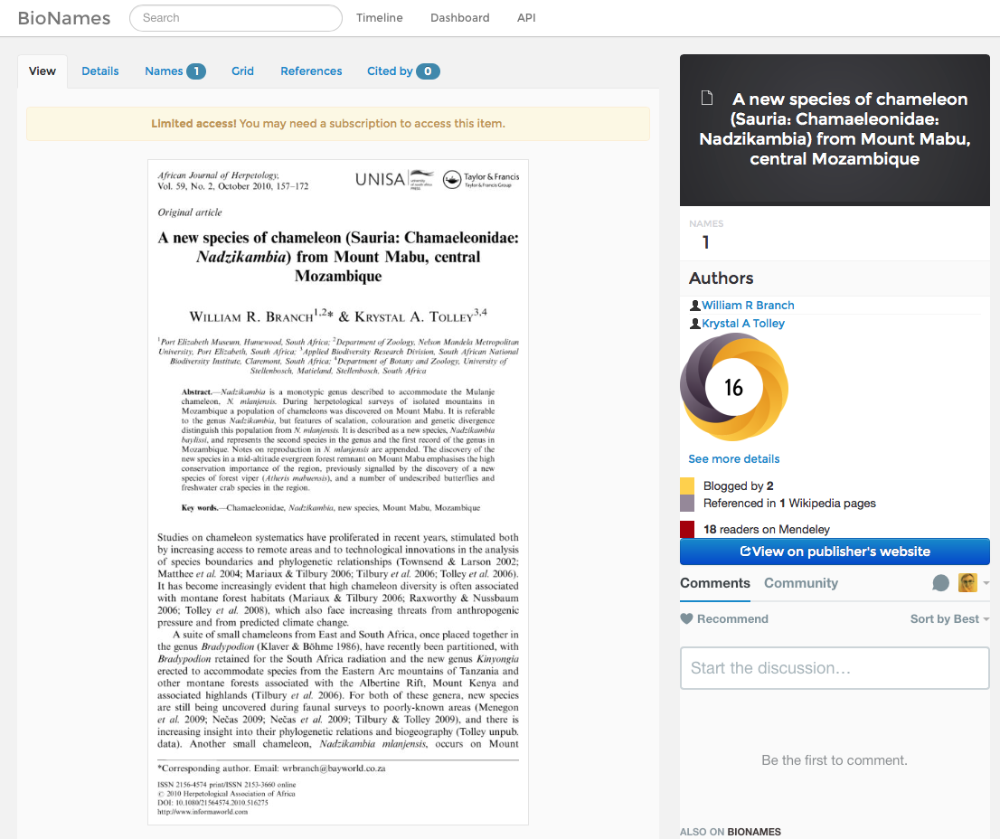 BioNames
Search
Timeline
Dashboard
API
View
Details
Names 1
Grid
References
Cited by 0
Limited access! You may need a subscription to access this item.
African Journal of Herpetology,
Vol. 59, No. 2, October 2010, 157–172
UNISA university of south africa PRESS
Taylor & Francis
Taylor & Francis Group
Original article
A new species of chameleon (Sauria: Chamaeleonidae:
Nadzikambia) from Mount Mabu, central
Mozambique
WILLIAM R. BRANCH1,2* & KRYSTAL A. TOLLEY3,4
1Port Elizabeth Museum, Humewood, South Africa; 2Department of Zoology, Nelson Mandela Metropolitan
University, Port Elizabeth, South Africa; 3Applied Biodiversity Research Division, South African National
Biodiversity Institute, Claremont, South Africa; 4Department of Botany and Zoology, University of
Stellenbosch, Matieland, Stellenbosch, South Africa
Abstract.—Nadzikambia is a monotypic genus described to accommodate the Mulanje
chameleon, N. mlanjensis. During herpetological surveys of isolated mountains in
Mozambique a population of chameleons was discovered on Mount Mabu. It is referable
to the genus Nadzikambia, but features of scalation, colouration and genetic divergence
distinguish this population from N. mlanjensis. It is described as a new species, Nadzikambia
baylissi, and represents the second species in the genus and the first record of the genus in
Mozambique. Notes on reproduction in N. mlanjensis are appended. The discovery of the
new species in a mid-altitude evergreen forest remnant on Mount Mabu emphasises the high
conservation importance of the region, previously signalled by the discovery of a new
species of forest viper (Atheris mabuensis), and a number of undescribed butterflies and
freshwater crab species in the region.
Key words.—Chamaeleonidae, Nadzikambia, new species, Mount Mabu, Mozambique
Studies on chameleon systematics have proliferated in recent years, stimulated both
by increasing access to remote areas and to technological innovations in the analysis
of species boundaries and phylogenetic relationships (Townsend & Larson 2002;
Matthee et al. 2004; Mariaux & Tilbury 2006; Tilbury et al. 2006; Tolley et al. 2006).
It has become increasingly evident that high chameleon diversity is often associated
with montane forest habitats (Mariaux & Tilbury 2006; Raxworthy & Nussbaum
2006; Tolley et al. 2008), which also face increasing threats from anthropogenic
pressure and from predicted climate change.
A suite of small chameleons from East and South Africa, once placed together in
the genus Bradypodion (Klaver & Böhme 1986), have recently been partitioned, with
Bradypodion retained for the South Africa radiation and the new genus Kinyongia
erected to accommodate species from the Eastern Arc mountains of Tanzania and
other montane forests associated with the Albertine Rift, Mount Kenya and
associated highlands (Tilbury et al. 2006). For both of these genera, new species
are still being uncovered during faunal surveys to poorly-known areas (Menegon
et al. 2009; Nečas 2009; Nečas et al. 2009; Tilbury & Tolley 2009), and there is
increasing insight into their phylogenetic relations and biogeography (Tolley unpub.
data). Another small chameleon, Nadzikambia mlanjensis, occurs on Mount
*Corresponding author. Email: wrbranch@bayworld.co.za
ISSN 2156-4574 print/ISSN 2153-3660 online
© 2010 Herpetological Association of Africa
DOI: 10.1080/21564574.2010.516275
http://www.informaworld.com
A new species of chameleon
(Sauria: Chamaeleonidae:
Nadzikambia) from Mount Mabu,
central Mozambique
NAMES
1
Authors
William R Branch
Krystal A Tolley
16
See more details
Blogged by 2
Referenced in 1 Wikipedia pages
18 readers on Mendeley
View on publisher's website
Comments
Community
Recommend
Sort by Best
Start the discussion…
Be the first to comment.
ALSO ON BIONAMES